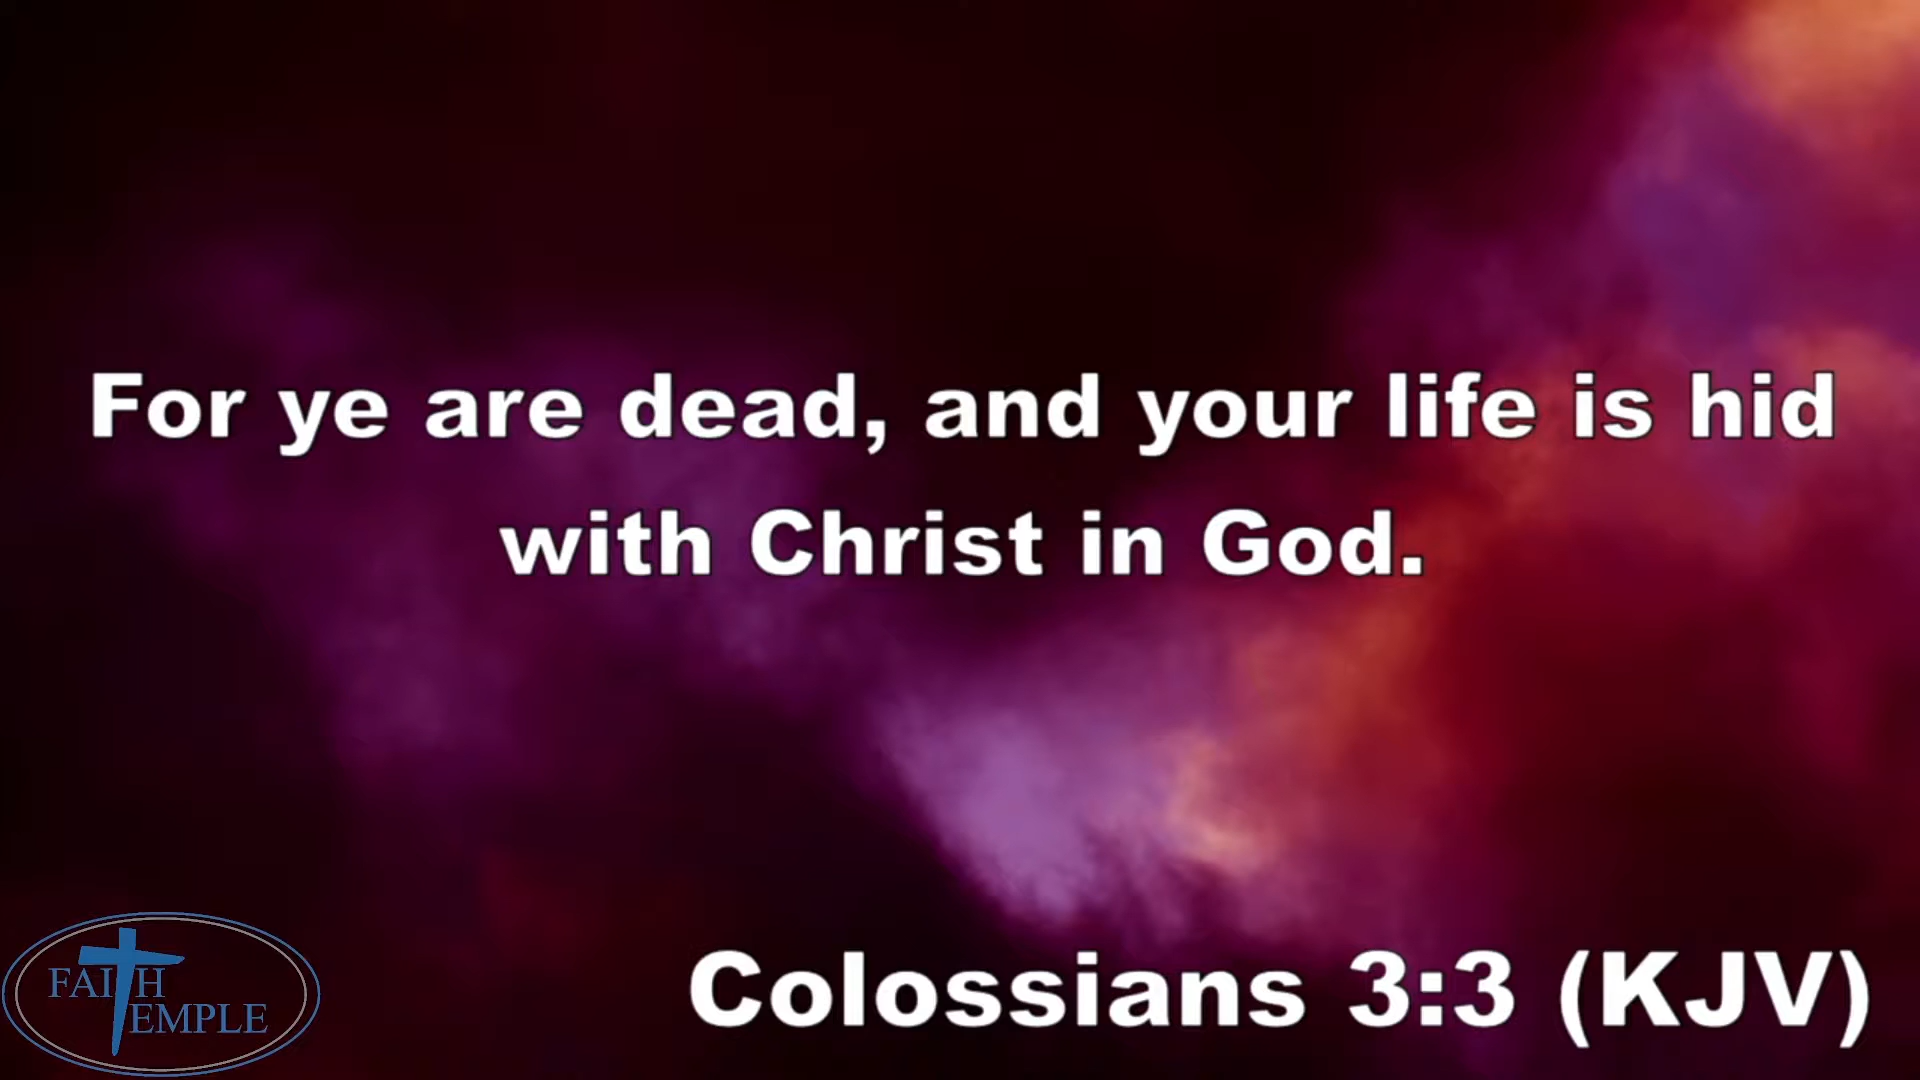 For ye are dead, and your life is hid
with Christ in God.
Colossians 3:3 (KJV)
FAITH
TEMPLE